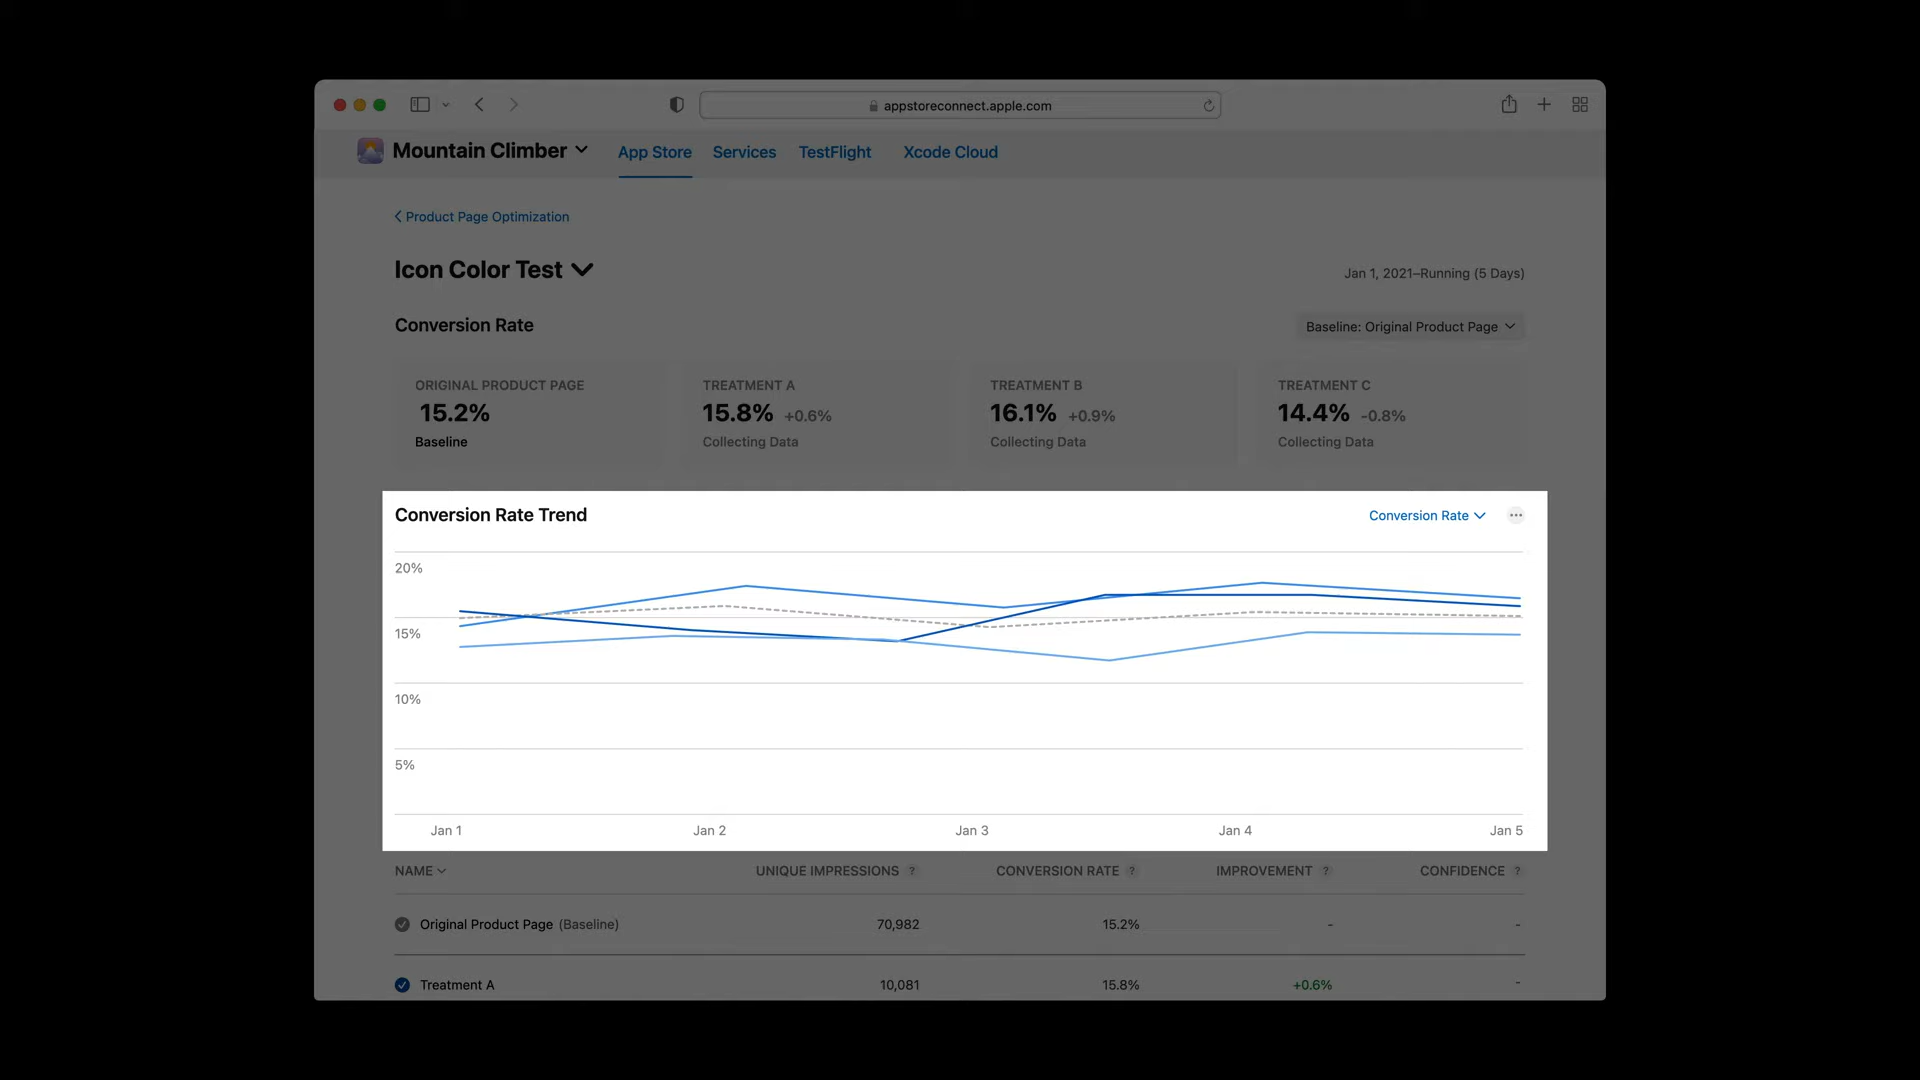 appstoreconnect.apple.com
Mountain Climber App Store Services TestFlight Xcode Cloud
Product Page Optimization
Icon Color Test
Jan 1, 2021–Running (5 Days)
Conversion Rate
Baseline: Original Product Page
ORIGINAL PRODUCT PAGE
15.2%
Baseline
TREATMENT A
15.8% +0.6%
Collecting Data
TREATMENT B
16.1% +0.9%
Collecting Data
TREATMENT C
14.4% -0.8%
Collecting Data
Conversion Rate Trend
Conversion Rate
20%
15%
10%
5%
Jan 1 Jan 2 Jan 3 Jan 4 Jan 5
NAME UNIQUE IMPRESSIONS ? CONVERSION RATE ? IMPROVEMENT ? CONFIDENCE ?
Original Product Page (Baseline) 70,982 15.2% - -
Treatment A 10,081 15.8% +0.6% -